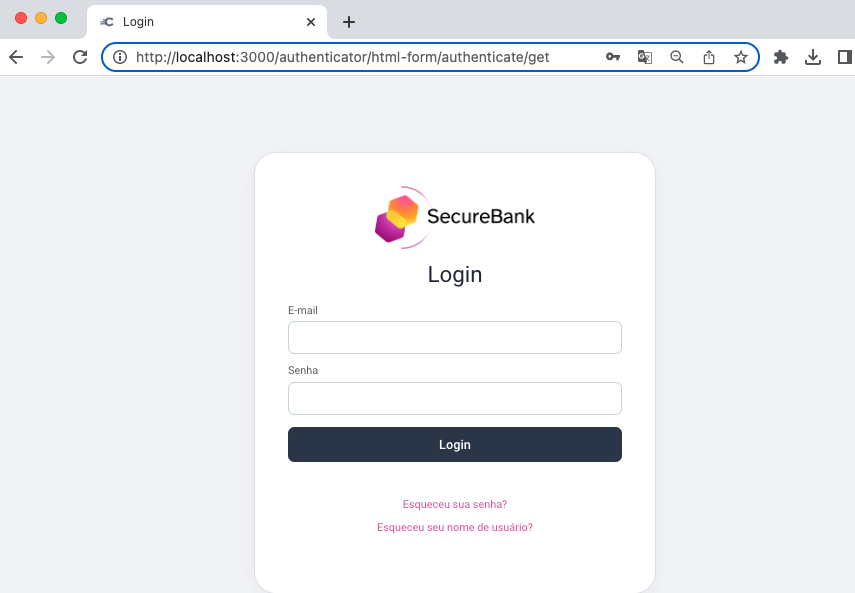 Login
http://localhost:3000/authenticator/html-form/authenticate/get
SecureBank
Login
E-mail
Senha
Login
Esqueceu sua senha?
Esqueceu seu nome de usuário?